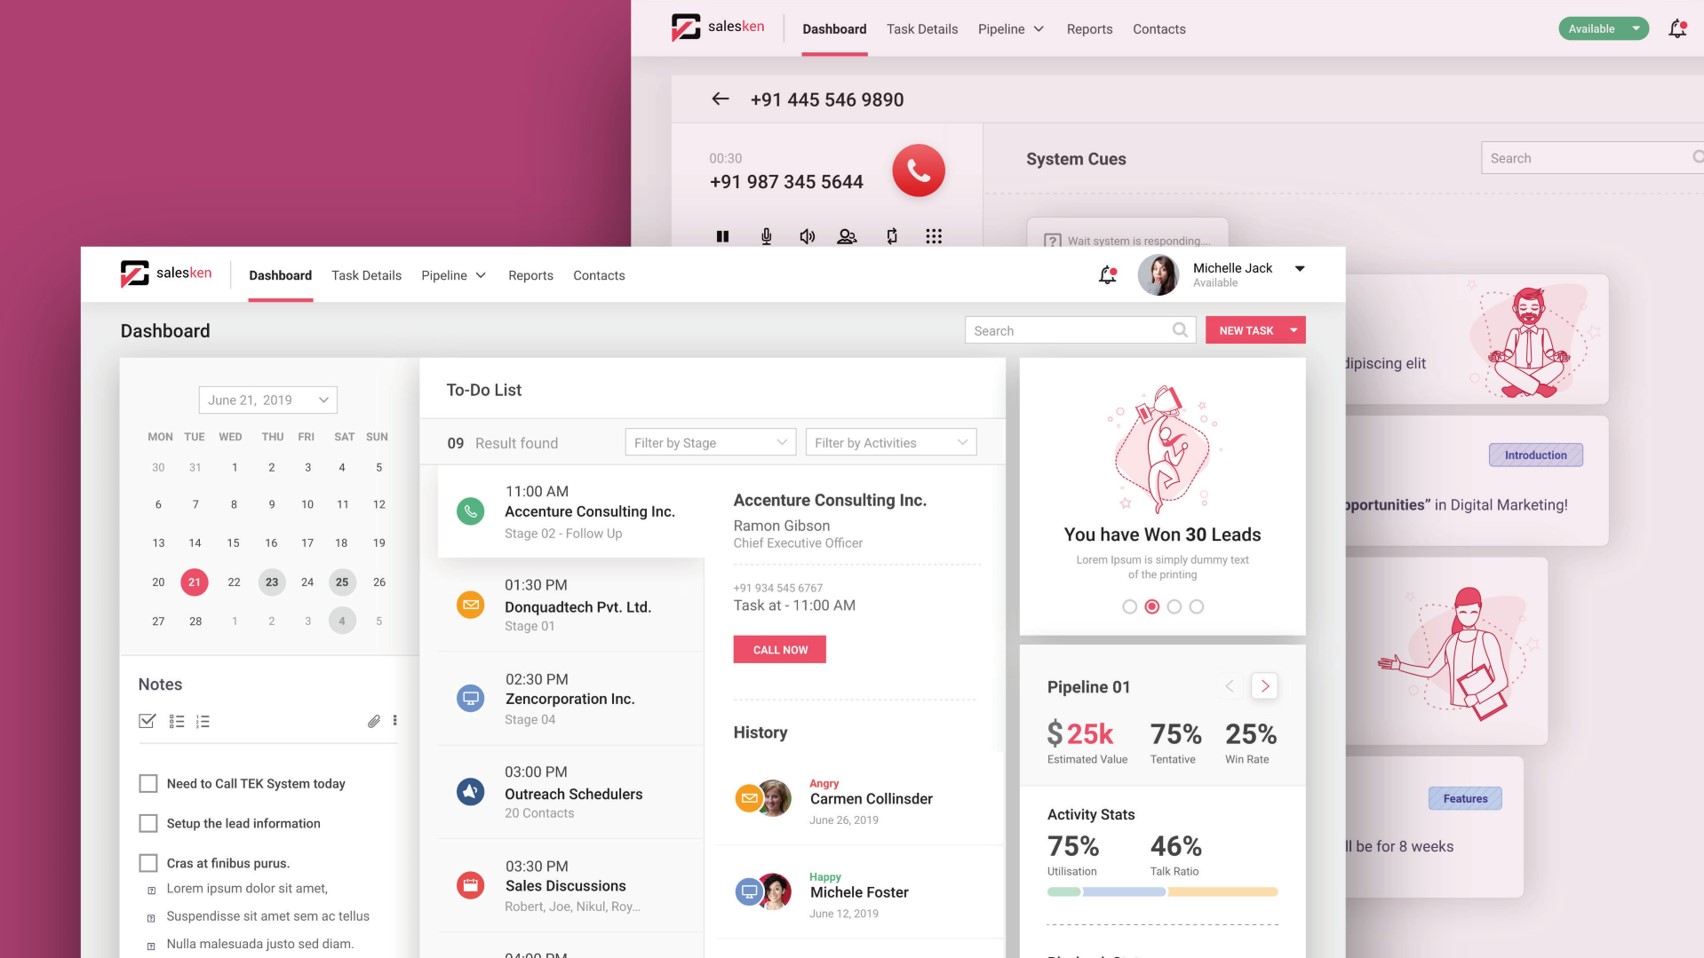 salesken
Dashboard
Task Details
Pipeline
Reports
Contacts
Available
+91 445 546 9890
00:30
+91 987 345 5644
System Cues
Search
Wait system is responding....
adipiscing elit
Introduction
opportunities” in Digital Marketing!
Features
ll be for 8 weeks
salesken
Dashboard
Task Details
Pipeline
Reports
Contacts
Michelle Jack
Available
Dashboard
Search
NEW TASK
June 21, 2019
MON TUE WED THU FRI SAT SUN
30 31 1 2 3 4 5
6 7 8 9 10 11 12
13 14 15 16 17 18 19
20 21 22 23 24 25 26
27 28 1 2 3 4 5
Notes
Need to Call TEK System today
Setup the lead information
Cras at finibus purus.
Lorem ipsum dolor sit amet,
Suspendisse sit amet sem ac tellus
Nulla malesuada justo sed diam.
To-Do List
09 Result found
Filter by Stage
Filter by Activities
11:00 AM
Accenture Consulting Inc.
Stage 02 - Follow Up
01:30 PM
Donquadtech Pvt. Ltd.
Stage 01
02:30 PM
Zencorporation Inc.
Stage 04
03:00 PM
Outreach Schedulers
20 Contacts
03:30 PM
Sales Discussions
Robert, Joe, Nikul, Roy...
04:00 PM
Accenture Consulting Inc.
Ramon Gibson
Chief Executive Officer
+91 934 545 6767
Task at - 11:00 AM
CALL NOW
History
Angry
Carmen Collinsder
June 26, 2019
Happy
Michele Foster
June 12, 2019
You have Won 30 Leads
Lorem Ipsum is simply dummy text
of the printing
Pipeline 01
$25k
Estimated Value
75%
Tentative
25%
Win Rate
Activity Stats
75%
Utilisation
46%
Talk Ratio